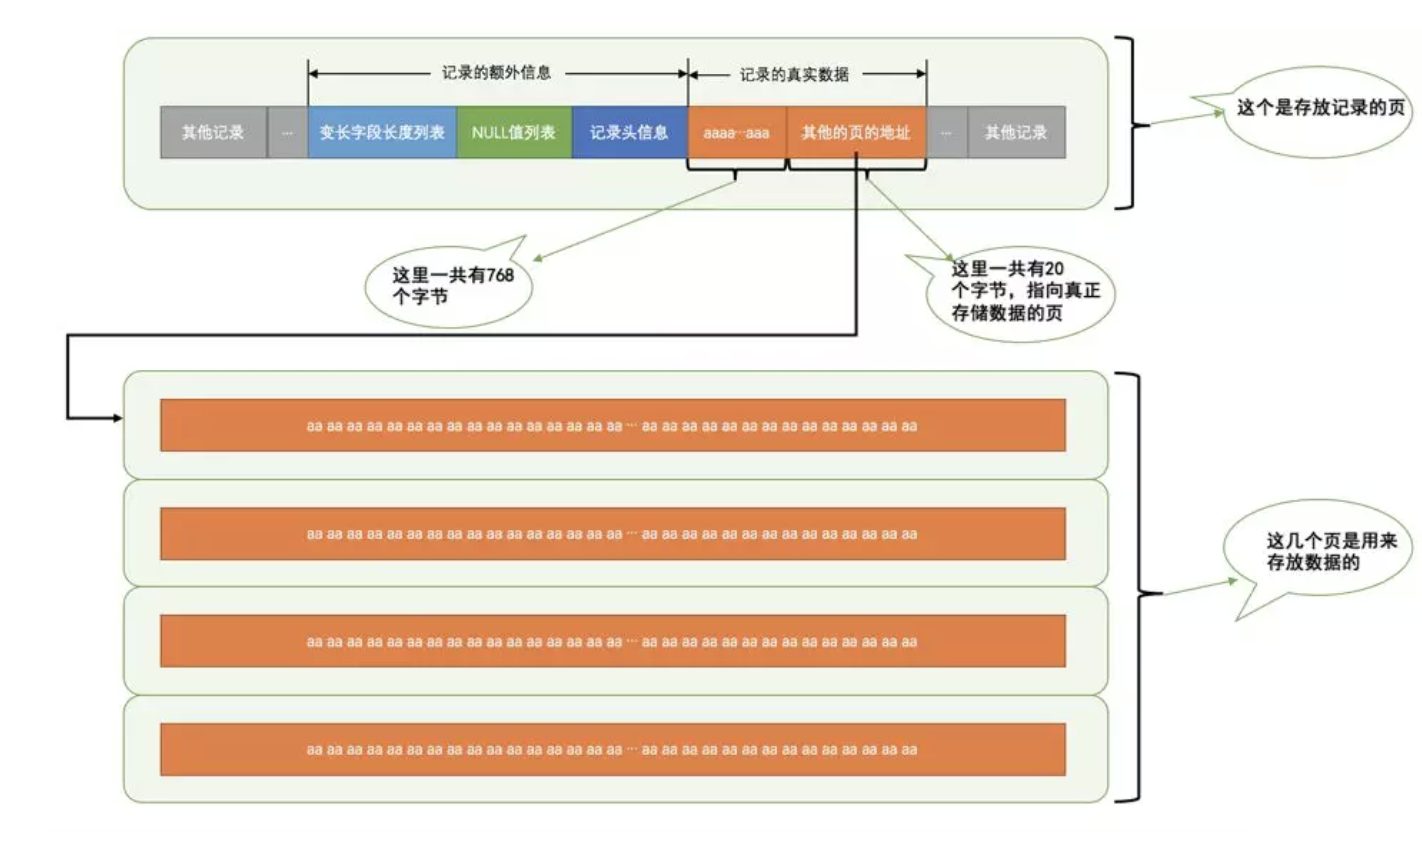 记录的额外信息
记录的真实数据
其他记录
...
变长字段长度列表
NULL值列表
记录头信息
aaaa...aaa
其他的页的地址
...
其他记录
这个是存放记录的页
这里一共有768
个字节
这里一共有20
个字节，指向真正
存储数据的页
aa aa aa aa aa aa aa aa aa aa aa aa aa aa aa aa ... aa aa aa aa aa aa aa aa aa aa aa aa aa aa
aa aa aa aa aa aa aa aa aa aa aa aa aa aa aa aa ... aa aa aa aa aa aa aa aa aa aa aa aa aa aa
这几个页是用来
存放数据的
aa aa aa aa aa aa aa aa aa aa aa aa aa aa aa aa ... aa aa aa aa aa aa aa aa aa aa aa aa aa aa
aa aa aa aa aa aa aa aa aa aa aa aa aa aa aa aa ... aa aa aa aa aa aa aa aa aa aa aa aa aa aa